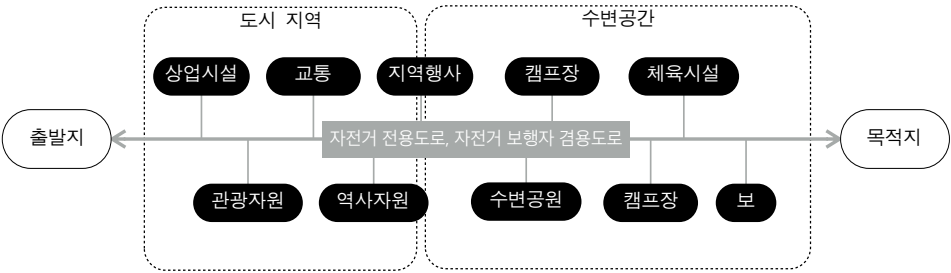 도시 지역
수변공간
상업시설
교통
지역행사
캠프장
체육시설
출발지
자전거 전용도로, 자전거 보행자 겸용도로
목적지
관광자원
역사자원
수변공원
캠프장
보